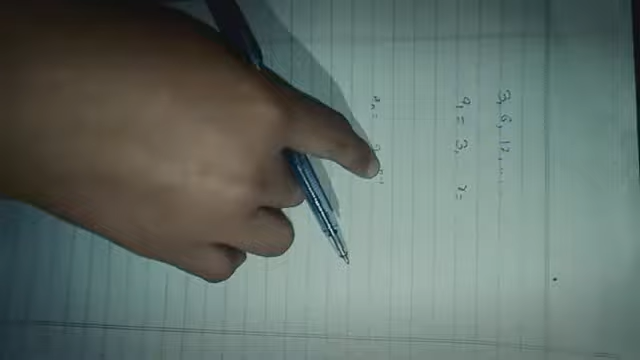 3, 6, 12, ...
a₁ = 3, r =
aₙ =